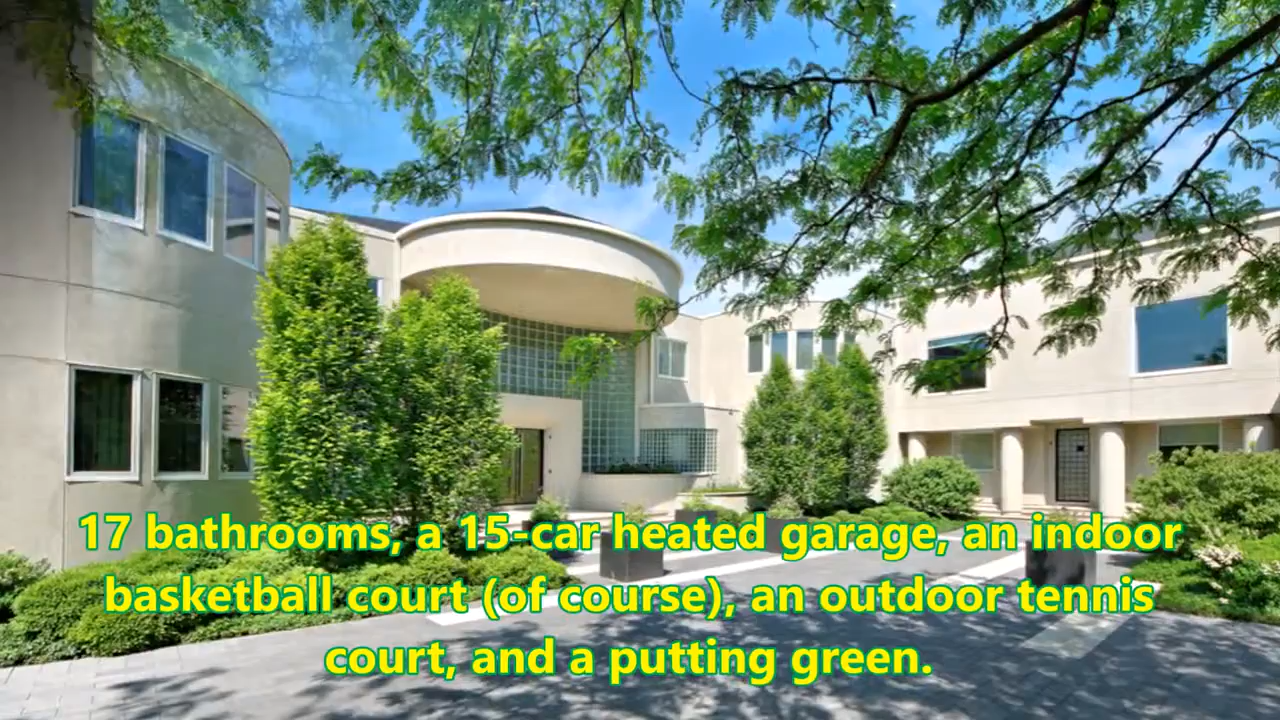 17 bathrooms, a 15-car heated garage, an indoor
basketball court (of course), an outdoor tennis
court, and a putting green.